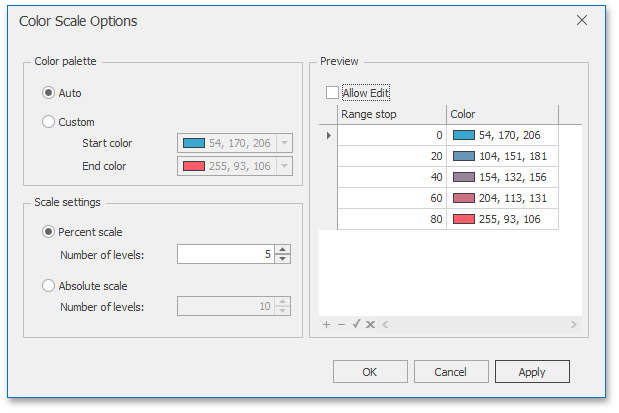 Color Scale Options
Color palette
Auto
Custom
Start color 54, 170, 206
End color 255, 93, 106
Scale settings
Percent scale
Number of levels: 5
Absolute scale
Number of levels: 10
Preview
Allow Edit
Range stop Color
0 54, 170, 206
20 104, 151, 181
40 154, 132, 156
60 204, 113, 131
80 255, 93, 106
OK Cancel Apply